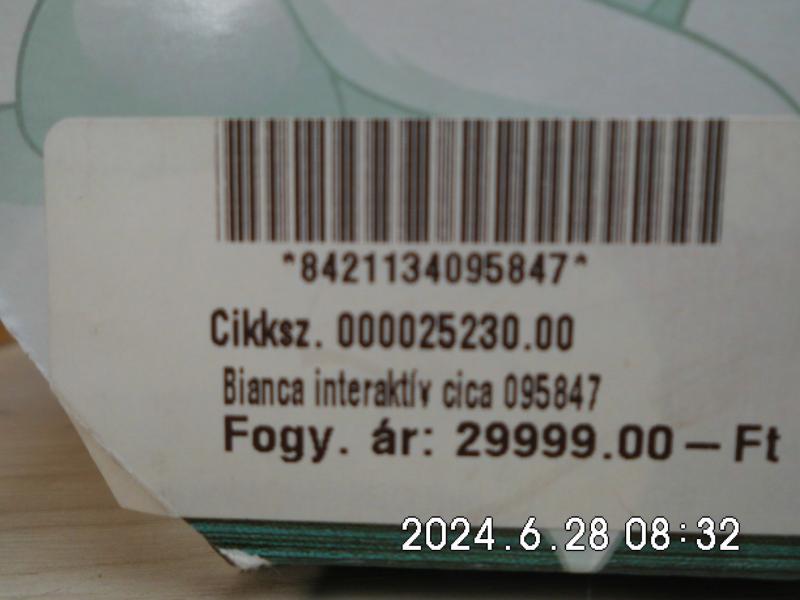 *8421134095847*
Cikksz. 000025230.00
Bianca interaktív cica 095847
Fogy. ár: 29999.00–Ft
2024.6.28 08:32